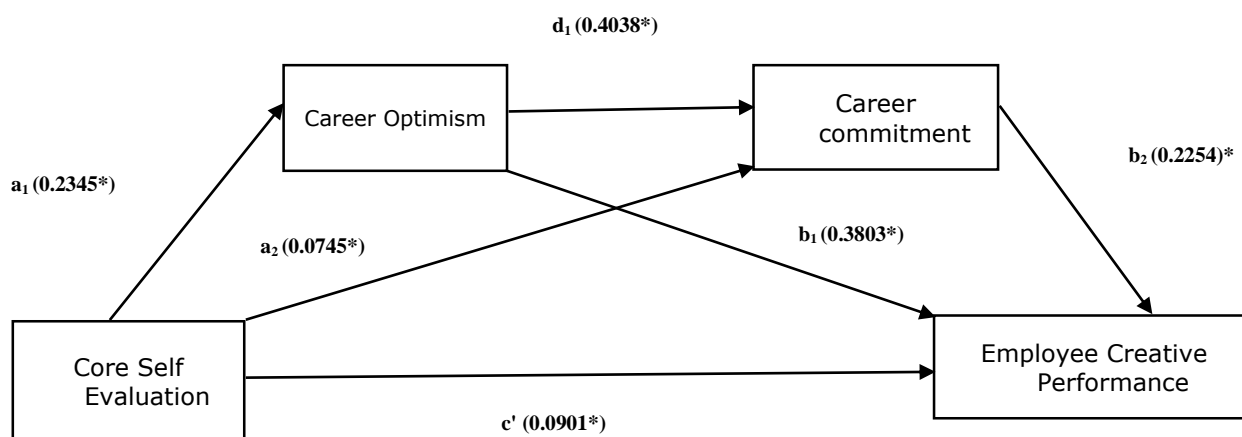 d₁ (0.4038*)
Career Optimism
Career
commitment
b₂ (0.2254)*
a₁ (0.2345*)
a₂ (0.0745*)
b₁ (0.3803*)
Core Self
Evaluation
Employee Creative
Performance
c' (0.0901*)